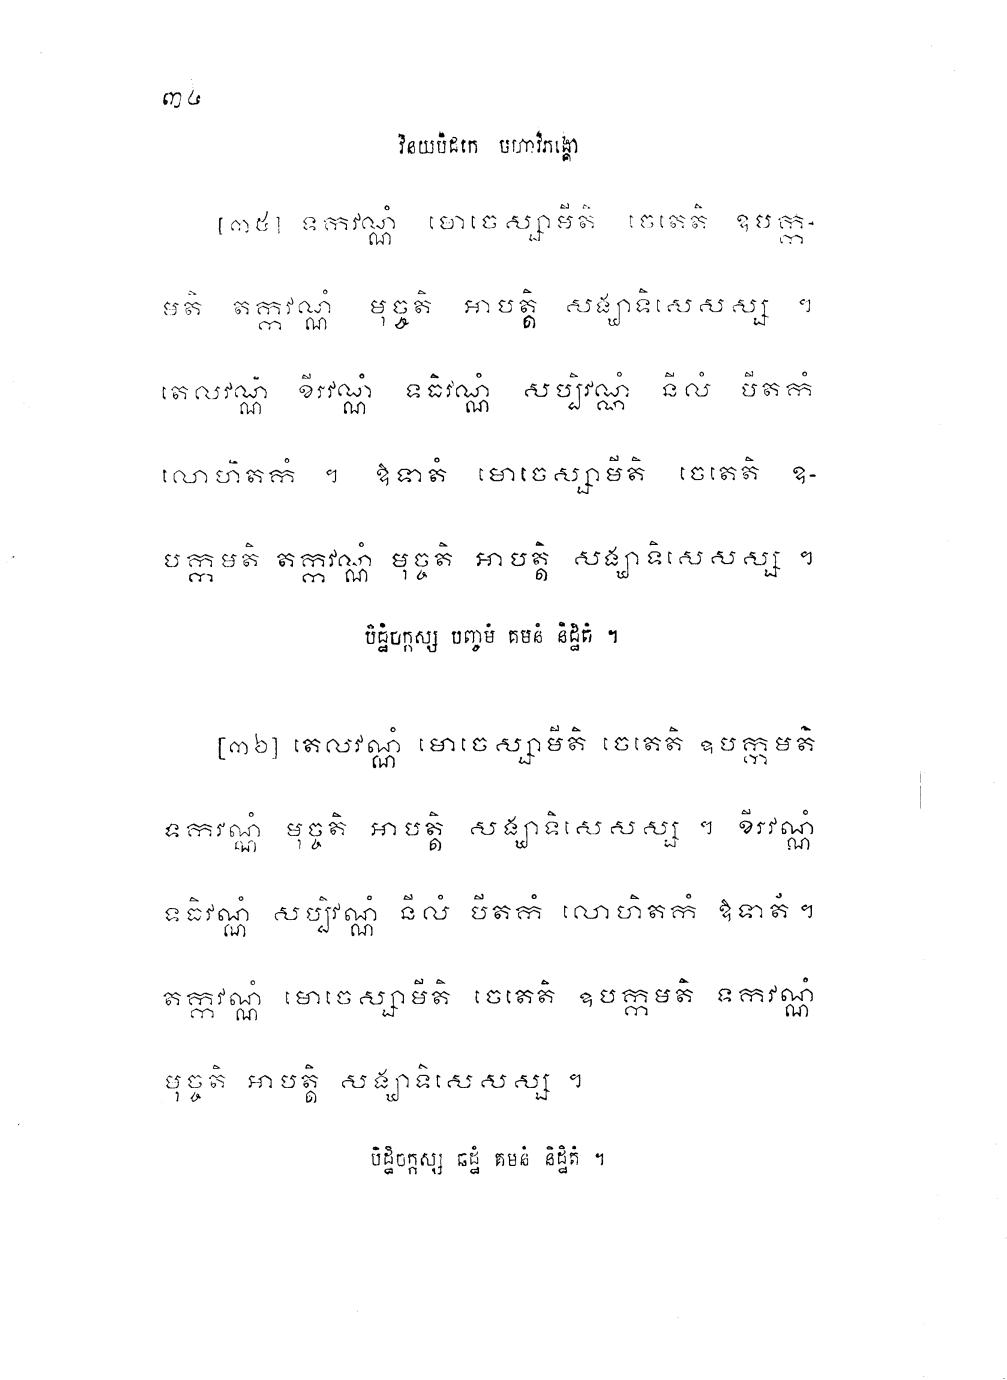 ៣៤
វិនយបិដកេ មហាវិភង្គោ
[៣៥] ទកវណ្ណំ មោចេស្សាមីតិ ចេតេតិ ឧបក្ក-
មតិ តក្កវណ្ណំ មុច្ចតិ អាបត្តិ សង្ឃាទិសេសស្ស ។
តេលវណ្ណំ ខីរវណ្ណំ ទធិវណ្ណំ សប្បិវណ្ណំ នីលំ បីតកំ
លោហិតកំ ។ ឱទាតំ មោចេស្សាមីតិ ចេតេតិ ឧ-
បក្កមតិ តក្កវណ្ណំ មុច្ចតិ អាបត្តិ សង្ឃាទិសេសស្ស ។
បិដ្ឋិចក្កស្ស បញ្ចមំ គមនំ និដ្ឋិតំ ។
[៣៦] តេលវណ្ណំ មោចេស្សាមីតិ ចេតេតិ ឧបក្កមតិ
ទកវណ្ណំ មុច្ចតិ អាបត្តិ សង្ឃាទិសេសស្ស ។ ខីរវណ្ណំ
ទធិវណ្ណំ សប្បិវណ្ណំ នីលំ បីតកំ លោហិតកំ ឱទាតំ ។
តក្កវណ្ណំ មោចេស្សាមីតិ ចេតេតិ ឧបក្កមតិ ទកវណ្ណំ
មុច្ចតិ អាបត្តិ សង្ឃាទិសេសស្ស ។
បិដ្ឋិចក្កស្ស ឆដ្ឋំ គមនំ និដ្ឋិតំ ។